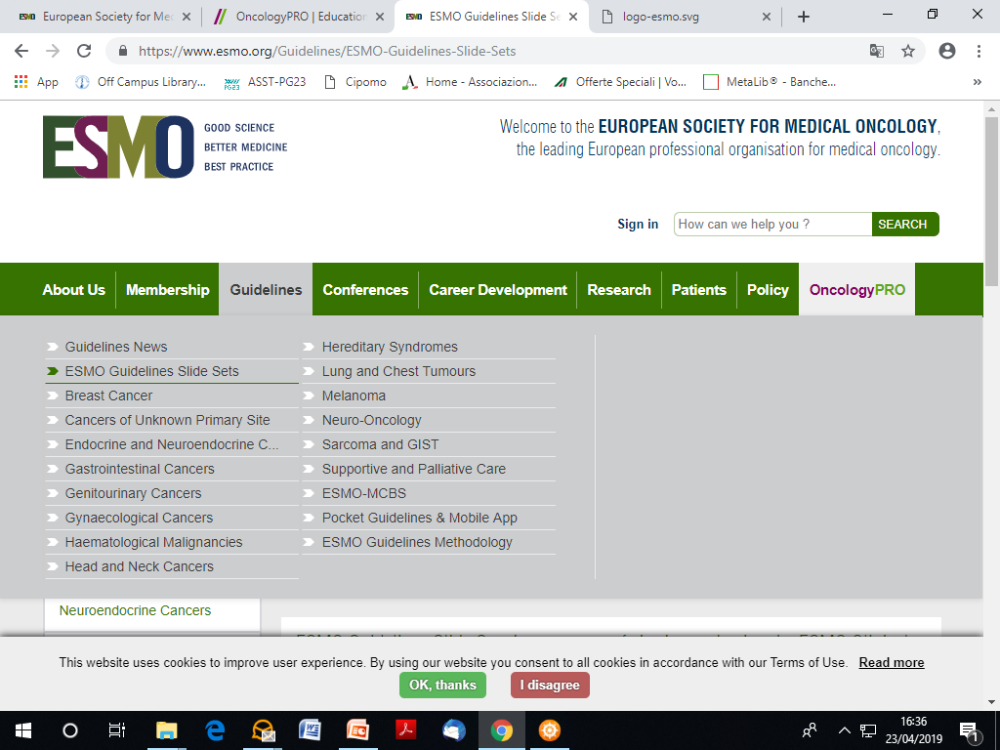 European Society for Med
OncologyPRO | Education
ESMO Guidelines Slide Se
logo-esmo.svg
https://www.esmo.org/Guidelines/ESMO-Guidelines-Slide-Sets
App
Off Campus Library...
ASST-PG23
Cipomo
Home - Associazion...
Offerte Speciali | Vo...
MetaLib® - Banche...
»
ESMO
GOOD SCIENCE
BETTER MEDICINE
BEST PRACTICE
Welcome to the EUROPEAN SOCIETY FOR MEDICAL ONCOLOGY,
the leading European professional organisation for medical oncology.
Sign in
How can we help you ?
SEARCH
About Us
Membership
Guidelines
Conferences
Career Development
Research
Patients
Policy
OncologyPRO
Guidelines News
ESMO Guidelines Slide Sets
Breast Cancer
Cancers of Unknown Primary Site
Endocrine and Neuroendocrine C...
Gastrointestinal Cancers
Genitourinary Cancers
Gynaecological Cancers
Haematological Malignancies
Head and Neck Cancers
Hereditary Syndromes
Lung and Chest Tumours
Melanoma
Neuro-Oncology
Sarcoma and GIST
Supportive and Palliative Care
ESMO-MCBS
Pocket Guidelines & Mobile App
ESMO Guidelines Methodology
Neuroendocrine Cancers
This website uses cookies to improve user experience. By using our website you consent to all cookies in accordance with our Terms of Use. Read more
OK, thanks
I disagree
16:36
23/04/2019
1